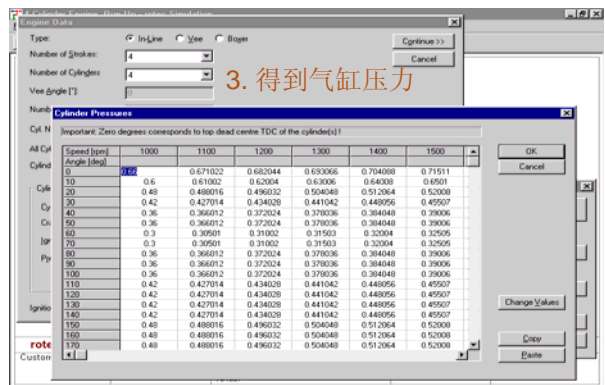 Engine Data
Type:
In-Line
Vee
Boxer
Continue >>
Number of Strokes:
4
Cancel
Number of Cylinders
4
3. 得到气缸压力
Vee Angle [°]:
Cylinder Pressures
Important: Zero degrees corresponds to top dead centre TDC of the cylinder(s) !
Speed [rpm] 1000 1100 1200 1300 1400 1500
OK
Angle [deg]
Cancel
0 0.66 0.671022 0.682044 0.693066 0.704088 0.71511
10 0.6 0.61002 0.62004 0.63006 0.64008 0.6501
20 0.48 0.488016 0.496032 0.504048 0.512064 0.52008
30 0.42 0.427014 0.434028 0.441042 0.448056 0.45507
40 0.36 0.366012 0.372024 0.378036 0.384048 0.39006
50 0.36 0.366012 0.372024 0.378036 0.384048 0.39006
60 0.3 0.30501 0.31002 0.31503 0.32004 0.32505
70 0.3 0.30501 0.31002 0.31503 0.32004 0.32505
80 0.36 0.366012 0.372024 0.378036 0.384048 0.39006
90 0.36 0.366012 0.372024 0.378036 0.384048 0.39006
100 0.36 0.366012 0.372024 0.378036 0.384048 0.39006
110 0.42 0.427014 0.434028 0.441042 0.448056 0.45507
120 0.42 0.427014 0.434028 0.441042 0.448056 0.45507
130 0.42 0.427014 0.434028 0.441042 0.448056 0.45507
Change Values
140 0.42 0.427014 0.434028 0.441042 0.448056 0.45507
150 0.48 0.488016 0.496032 0.504048 0.512064 0.52008
160 0.48 0.488016 0.496032 0.504048 0.512064 0.52008
Copy
170 0.48 0.488016 0.496032 0.504048 0.512064 0.52008
Paste
rote
Custom